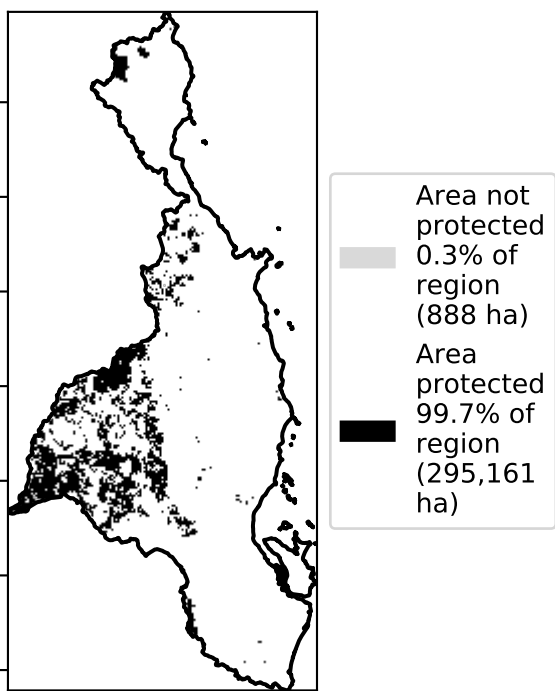 Area not
protected
0.3% of
region
(888 ha)
Area
protected
99.7% of
region
(295,161
ha)